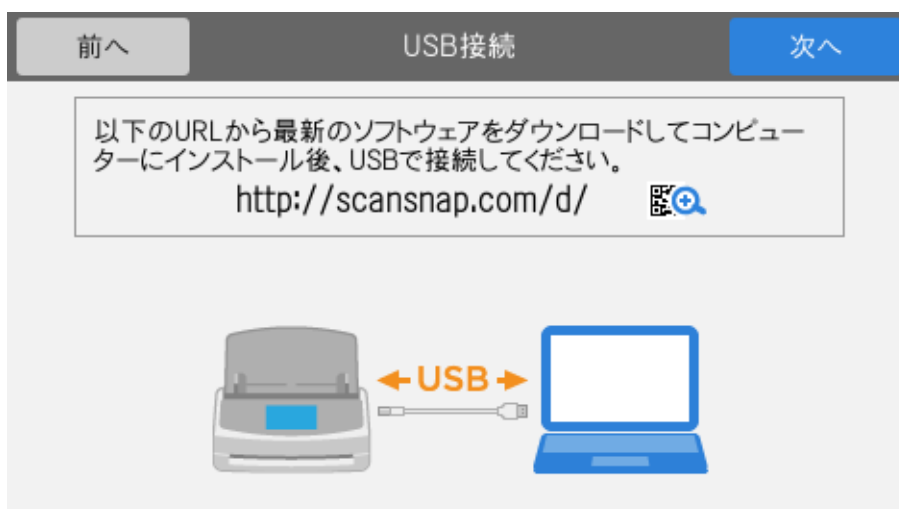 前へ
USB接続
次へ
以下のURLから最新のソフトウェアをダウンロードしてコンピュー
ターにインストール後、USBで接続してください。
http://scansnap.com/d/
USB